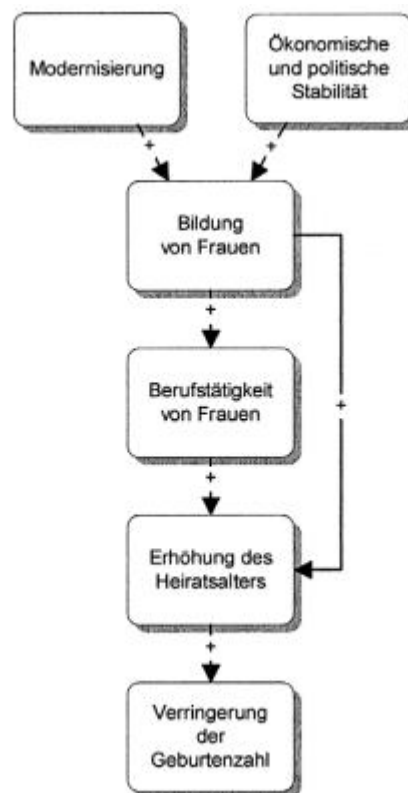 Modernisierung
Ökonomische
und politische
Stabilität
+
+
Bildung
von Frauen
+
Berufstätigkeit
von Frauen
+
+
Erhöhung des
Heiratsalters
+
Verringerung
der
Geburtenzahl